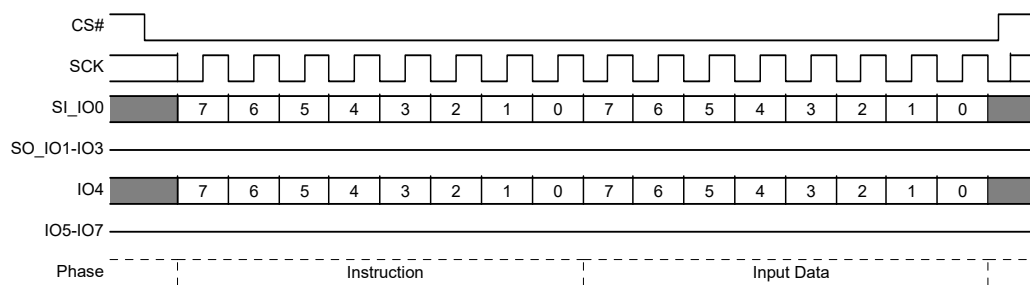 CS#
SCK
SI_IO0 7 6 5 4 3 2 1 0 7 6 5 4 3 2 1 0
SO_IO1-IO3
IO4 7 6 5 4 3 2 1 0 7 6 5 4 3 2 1 0
IO5-IO7
Phase Instruction Input Data